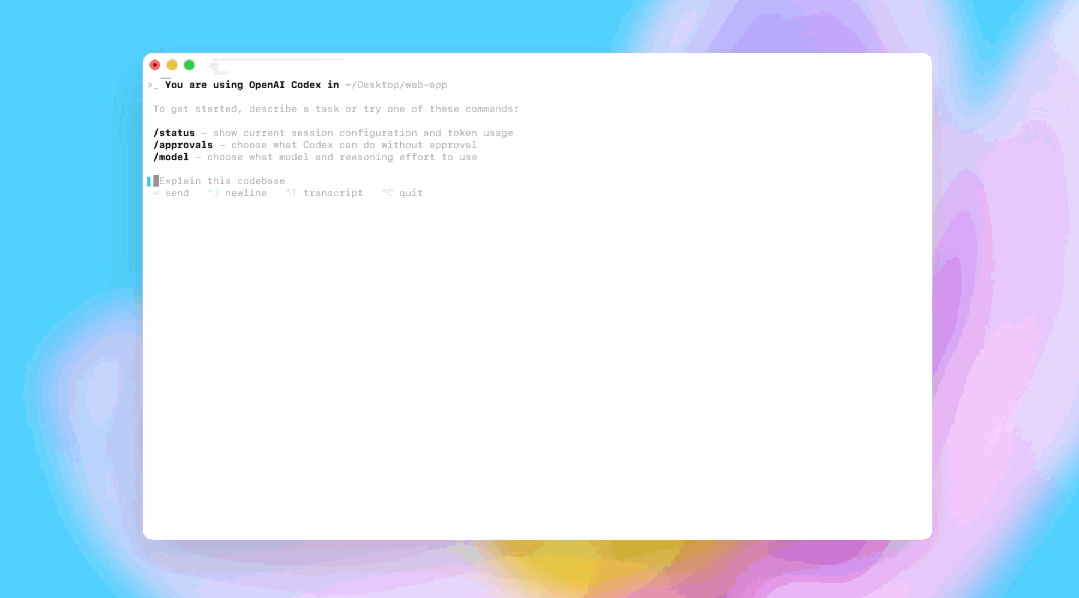 >_ You are using OpenAI Codex in ~/Desktop/web-app
To get started, describe a task or try one of these commands:
/status – show current session configuration and token usage
/approvals – choose what Codex can do without approval
/model – choose what model and reasoning effort to use
Explain this codebase
⏎ send ^J newline ^T transcript ^C quit